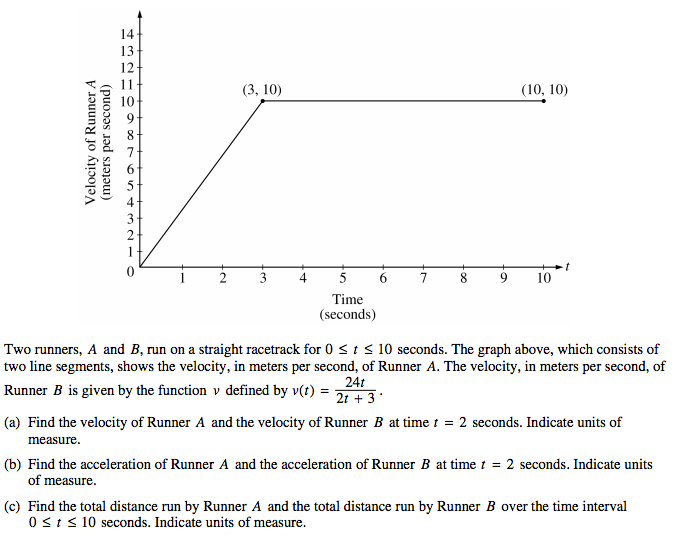 14
13
12
11
10
9
8
7
6
5
4
3
2
1
0
Velocity of Runner A
(meters per second)
(3, 10)
(10, 10)
1 2 3 4 5 6 7 8 9 10
t
Time
(seconds)
Two runners, A and B, run on a straight racetrack for 0 ≤ t ≤ 10 seconds. The graph above, which consists of
two line segments, shows the velocity, in meters per second, of Runner A. The velocity, in meters per second, of
Runner B is given by the function v defined by v(t) = 24t / 2t + 3 .
(a) Find the velocity of Runner A and the velocity of Runner B at time t = 2 seconds. Indicate units of
measure.
(b) Find the acceleration of Runner A and the acceleration of Runner B at time t = 2 seconds. Indicate units
of measure.
(c) Find the total distance run by Runner A and the total distance run by Runner B over the time interval
0 ≤ t ≤ 10 seconds. Indicate units of measure.